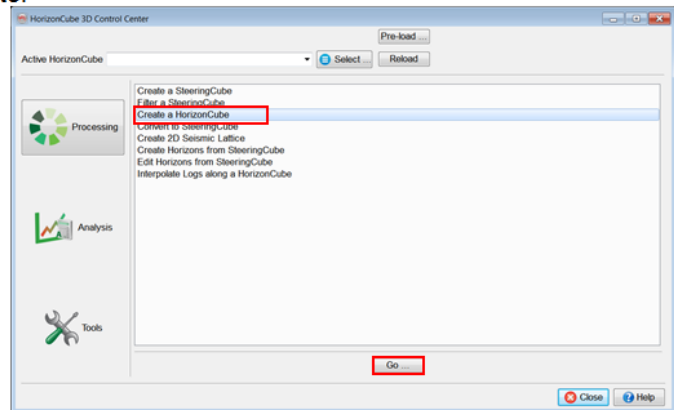 HorizonCube 3D Control Center
Pre-load ...
Active HorizonCube
Select ...
Reload
Create a SteeringCube
Filter a SteeringCube
Create a HorizonCube
Convert to SteeringCube
Create 2D Seismic Lattice
Create Horizons from SteeringCube
Edit Horizons from SteeringCube
Interpolate Logs along a HorizonCube
Processing
Analysis
Tools
Go ...
Close
Help